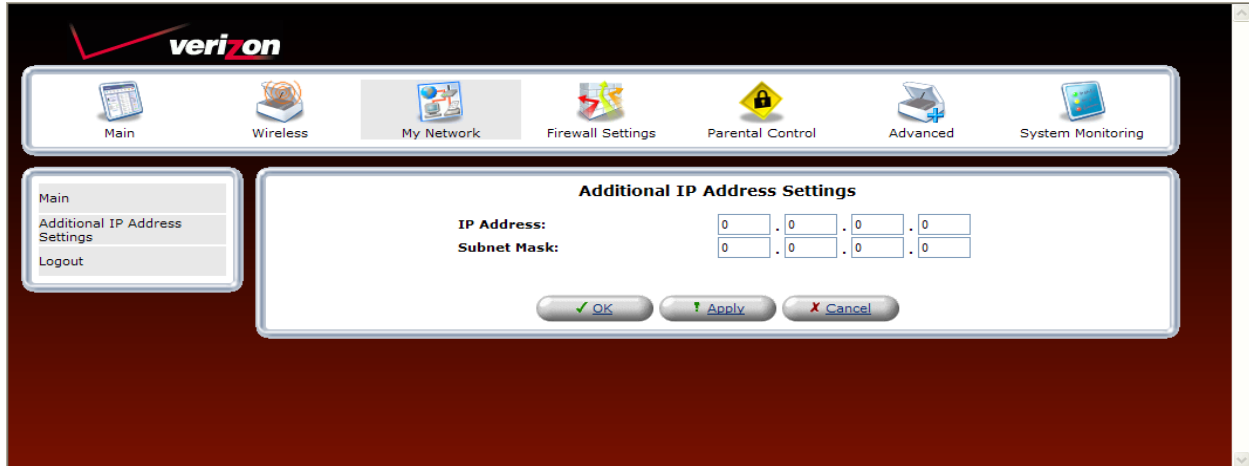 verizon
Main Wireless My Network Firewall Settings Parental Control Advanced System Monitoring
Main
Additional IP Address
Settings
Logout
Additional IP Address Settings
IP Address: 0 . 0 . 0 . 0
Subnet Mask: 0 . 0 . 0 . 0
OK Apply Cancel